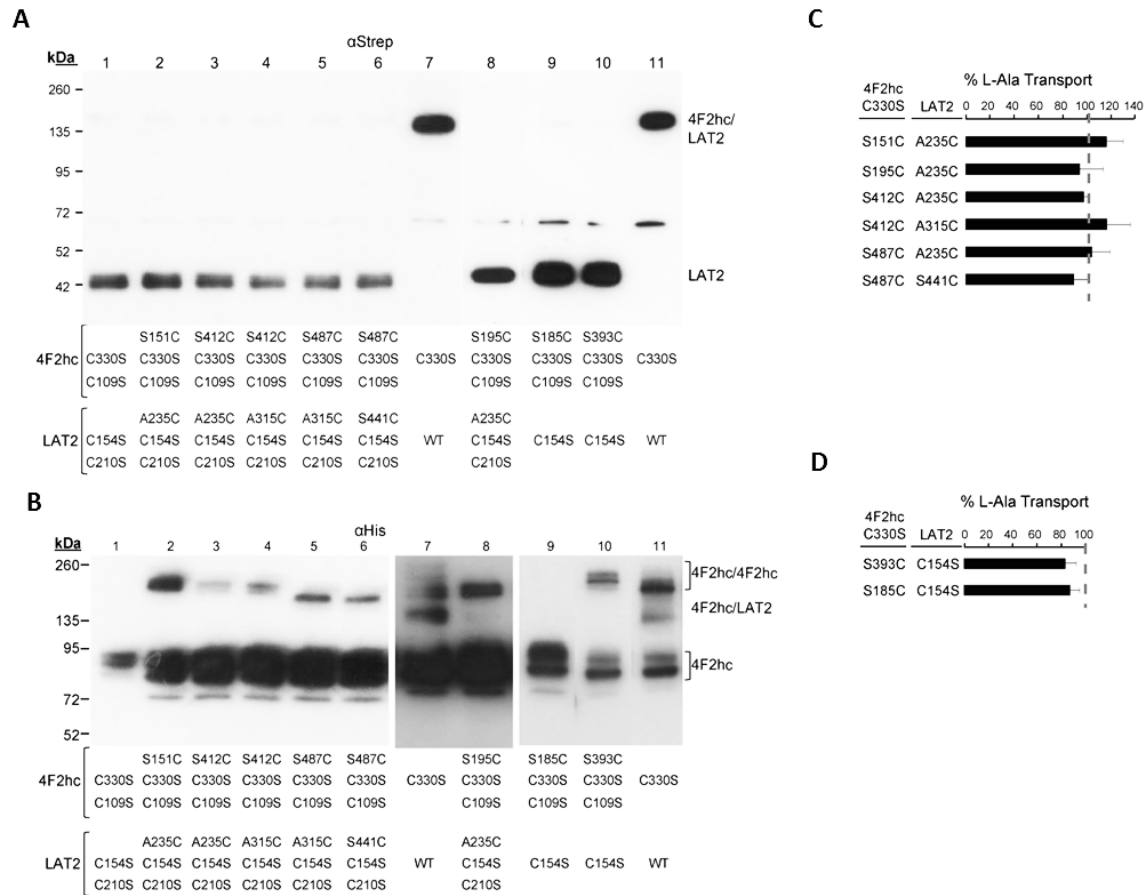 A
αStrep
kDa
1 2 3 4 5 6 7 8 9 10 11
260
135
95
72
52
42
4F2hc/
LAT2
LAT2
S151C S412C S412C S487C S487C S195C S185C S393C
4F2hc C330S C330S C330S C330S C330S C330S C330S C330S C330S C330S C330S
C109S C109S C109S C109S C109S C109S C109S C109S C109S
A235C A235C A315C A315C S441C A235C
LAT2 C154S C154S C154S C154S C154S C154S WT C154S C154S C154S WT
C210S C210S C210S C210S C210S C210S C210S
B
αHis
kDa
1 2 3 4 5 6 7 8 9 10 11
260
135
95
72
52
4F2hc/4F2hc
4F2hc/LAT2
4F2hc
S151C S412C S412C S487C S487C S195C S185C S393C
4F2hc C330S C330S C330S C330S C330S C330S C330S C330S C330S C330S C330S
C109S C109S C109S C109S C109S C109S C109S C109S C109S
A235C A235C A315C A315C S441C A235C
LAT2 C154S C154S C154S C154S C154S C154S WT C154S C154S C154S WT
C210S C210S C210S C210S C210S C210S C210S
C
% L-Ala Transport
4F2hc
C330S LAT2 0 20 40 60 80 100 120 140
S151C A235C
S195C A235C
S412C A235C
S412C A315C
S487C A235C
S487C S441C
D
% L-Ala Transport
4F2hc
C330S LAT2 0 20 40 60 80 100
S393C C154S
S185C C154S